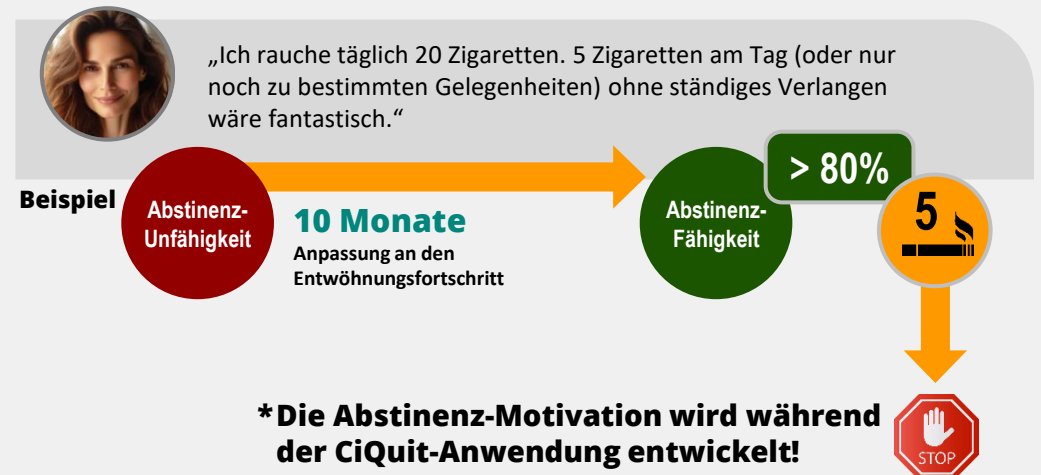 „Ich rauche täglich 20 Zigaretten. 5 Zigaretten am Tag (oder nur
noch zu bestimmten Gelegenheiten) ohne ständiges Verlangen
wäre fantastisch.“
Beispiel
Abstinenz-
Unfähigkeit
10 Monate
Anpassung an den
Entwöhnungsfortschritt
Abstinenz-
Fähigkeit
> 80%
5
*Die Abstinenz-Motivation wird während
der CiQuit-Anwendung entwickelt!
STOP